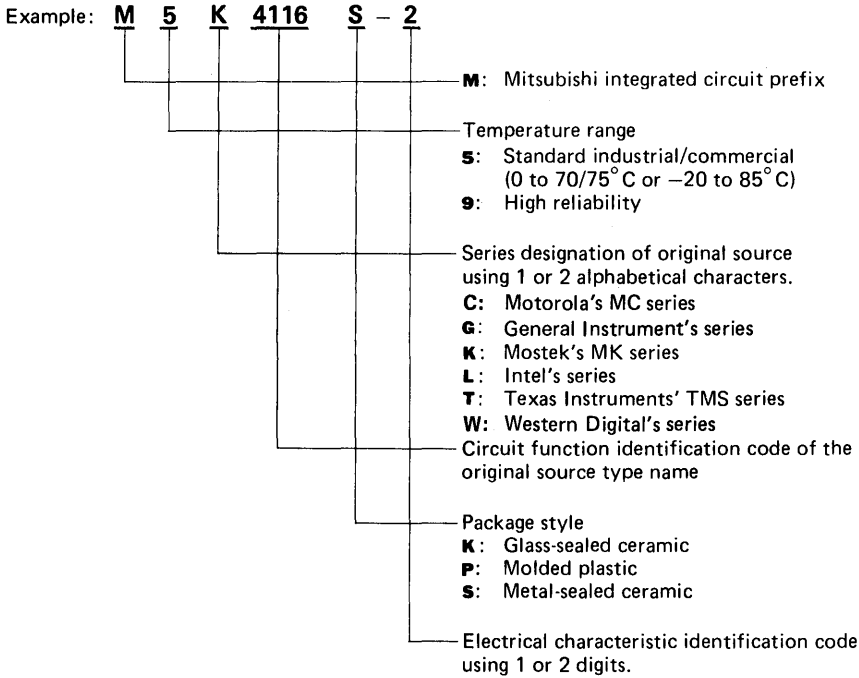 Example: M 5 K 4116 S – 2
M: Mitsubishi integrated circuit prefix
Temperature range
5: Standard industrial/commercial
(0 to 70/75°C or −20 to 85°C)
9: High reliability
Series designation of original source
using 1 or 2 alphabetical characters.
C: Motorola's MC series
G: General Instrument's series
K: Mostek's MK series
L: Intel's series
T: Texas Instruments' TMS series
W: Western Digital's series
Circuit function identification code of the
original source type name
Package style
K: Glass-sealed ceramic
P: Molded plastic
S: Metal-sealed ceramic
Electrical characteristic identification code
using 1 or 2 digits.